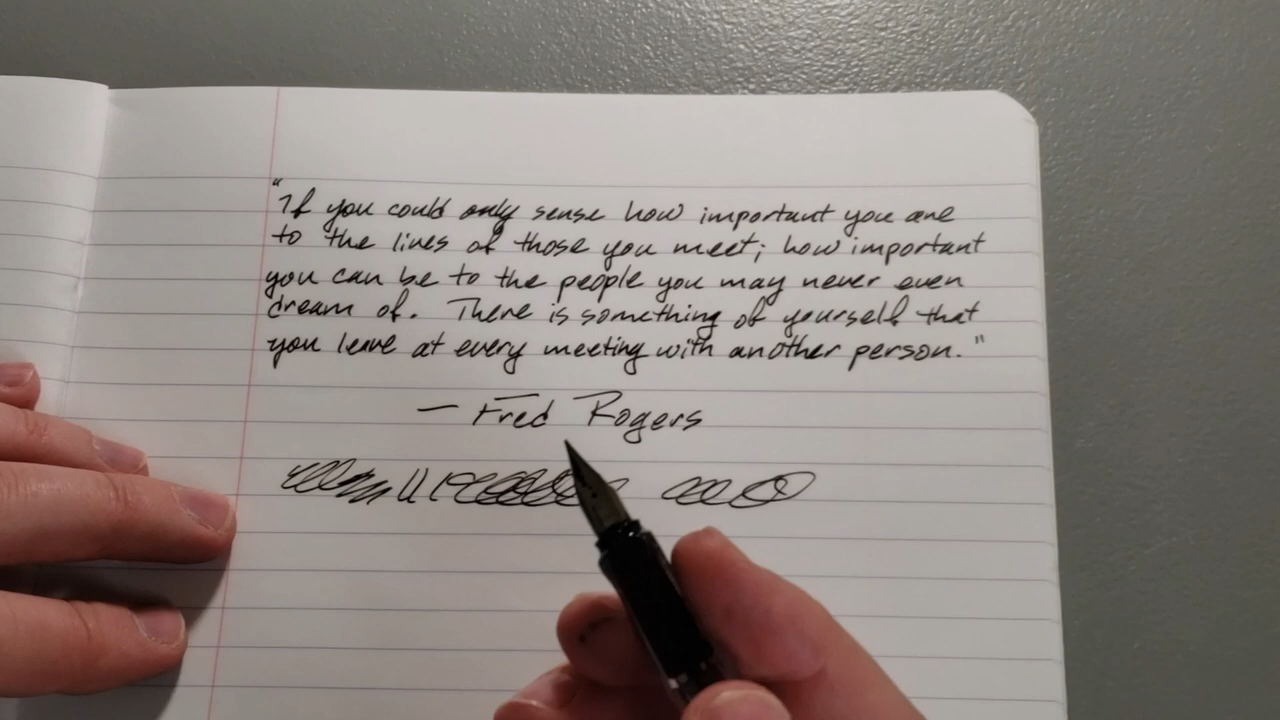 "If you could only sense how important you are
to the lives of those you meet; how important
you can be to the people you may never even
dream of. There is something of yourself that
you leave at every meeting with another person."
— Fred Rogers